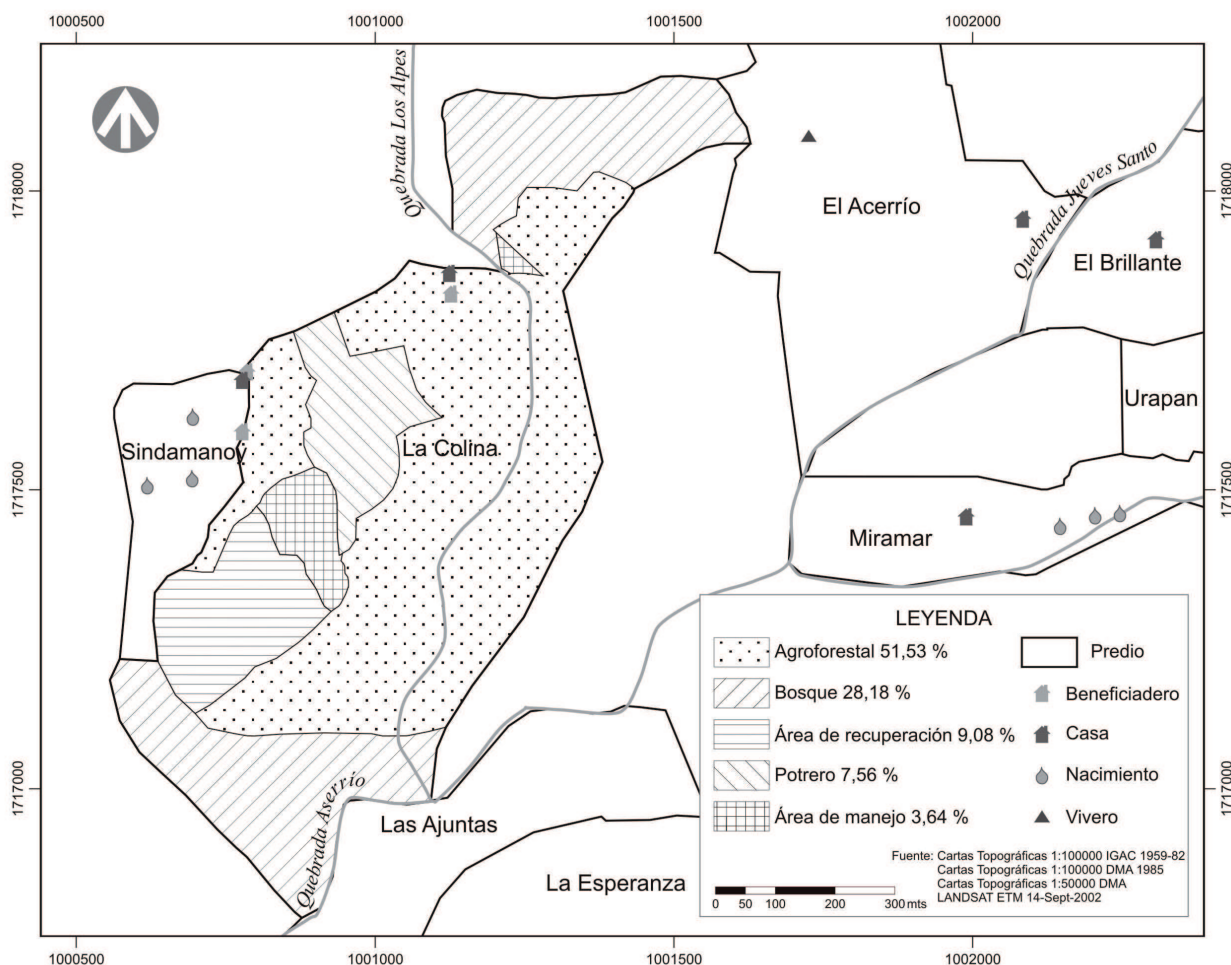 1000500 1001000 1001500 1002000
Quebrada Los Alpes
1718000
1718000
El Acerrío
Quebrada Jueves Santo
El Brillante
Urapan
Sindamanoy
La Colina
1717500
1717500
Miramar
1717000
1717000
Quebrada Aserrío
Las Ajuntas
La Esperanza
LEYENDA
Agroforestal 51,53 %
Bosque 28,18 %
Área de recuperación 9,08 %
Potrero 7,56 %
Área de manejo 3,64 %
Predio
Beneficiadero
Casa
Nacimiento
Vivero
Fuente: Cartas Topográficas 1:100000 IGAC 1959-82
Cartas Topográficas 1:100000 DMA 1985
Cartas Topográficas 1:50000 DMA
LANDSAT ETM 14-Sept-2002
0 50 100 200 300 mts
1000500 1001000 1001500 1002000